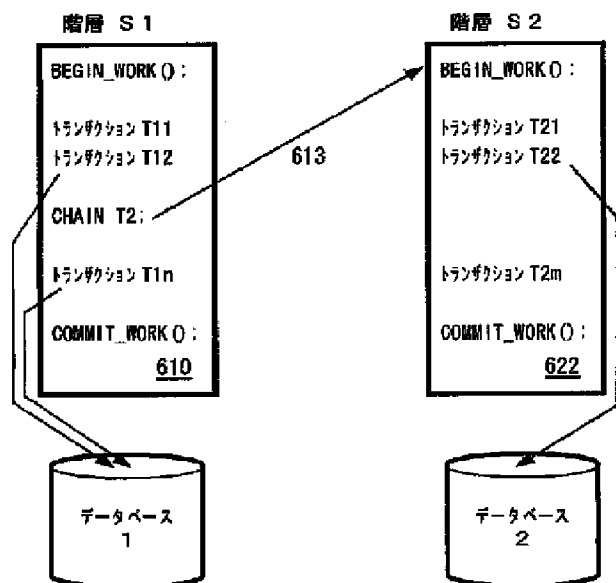 階層 S1
BEGIN_WORK():
トランザクション T11
トランザクション T12
CHAIN T2;
トランザクション T1n
COMMIT_WORK():
610
613
階層 S2
BEGIN_WORK():
トランザクション T21
トランザクション T22
トランザクション T2m
COMMIT_WORK():
622
データベース
1
データベース
2